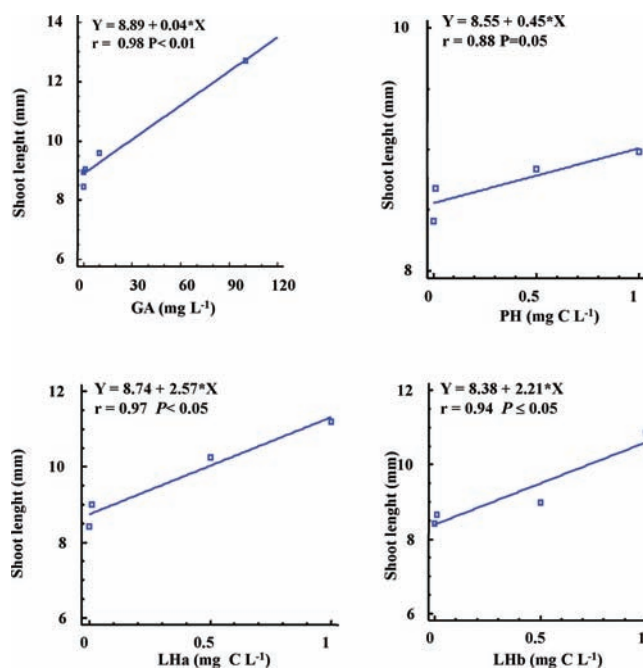 Y = 8.89 + 0.04*X
r = 0.98 P< 0.01
14
12
10
8
6
Shoot lenght (mm)
0 30 60 90 120
GA (mg L-1)
Y = 8.55 + 0.45*X
r = 0.88 P=0.05
10
8
Shoot lenght (mm)
0 0.5 1
PH (mg C L-1)
Y = 8.74 + 2.57*X
r = 0.97 P< 0.05
12
10
8
6
Shoot lenght (mm)
0 0.5 1
LHa (mg C L-1)
Y = 8.38 + 2.21*X
r = 0.94 P ≤ 0.05
12
10
8
6
Shoot lenght (mm)
0 0.5 1
LHb (mg C L-1)